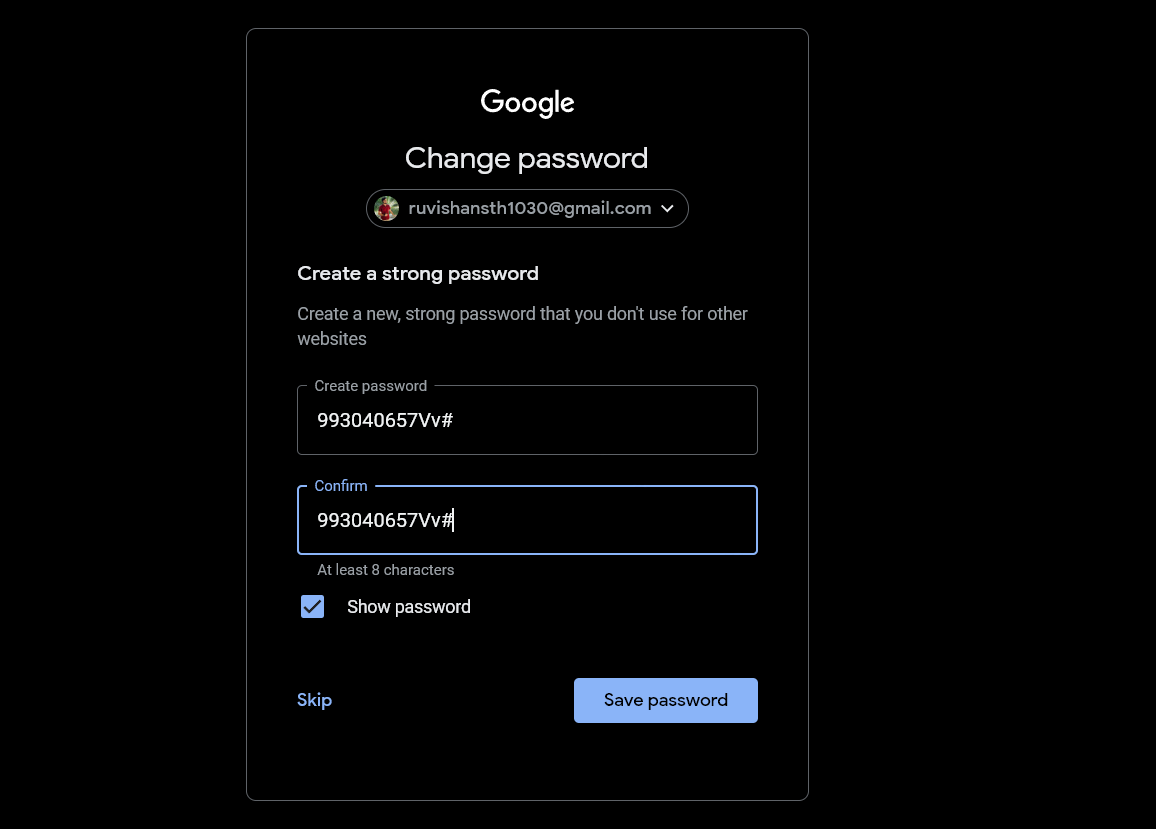 Google
Change password
ruvishansth1030@gmail.com
Create a strong password
Create a new, strong password that you don't use for other
websites
Create password
993040657Vv#
Confirm
993040657Vv#
At least 8 characters
Show password
Skip
Save password